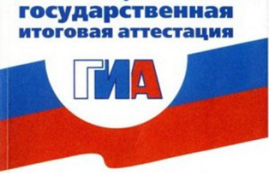 государственная
итоговая аттестация
ГИА